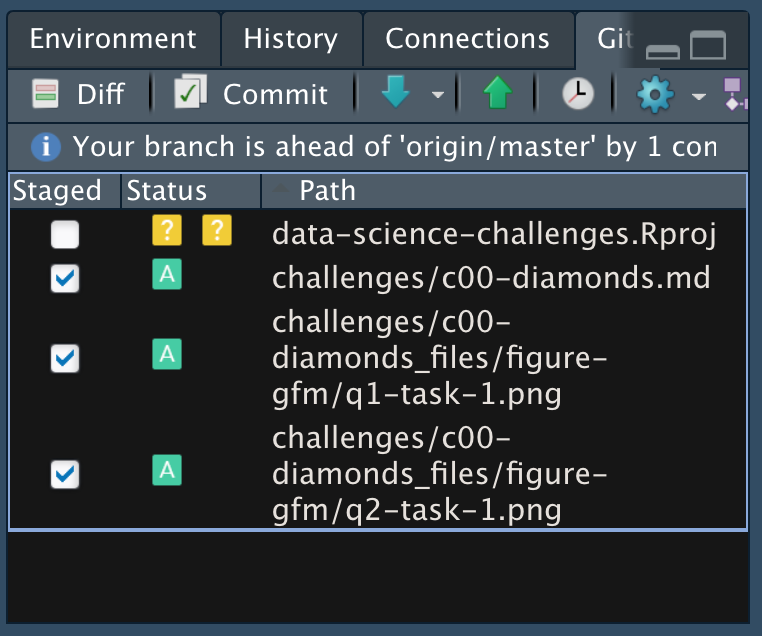 Environment History Connections Git
Diff Commit
Your branch is ahead of 'origin/master' by 1
Staged Status Path
? ? data-science-challenges.Rproj
A challenges/c00-diamonds.md
challenges/c00-
A diamonds_files/figure-
gfm/q1-task-1.png
challenges/c00-
A diamonds_files/figure-
gfm/q2-task-1.png